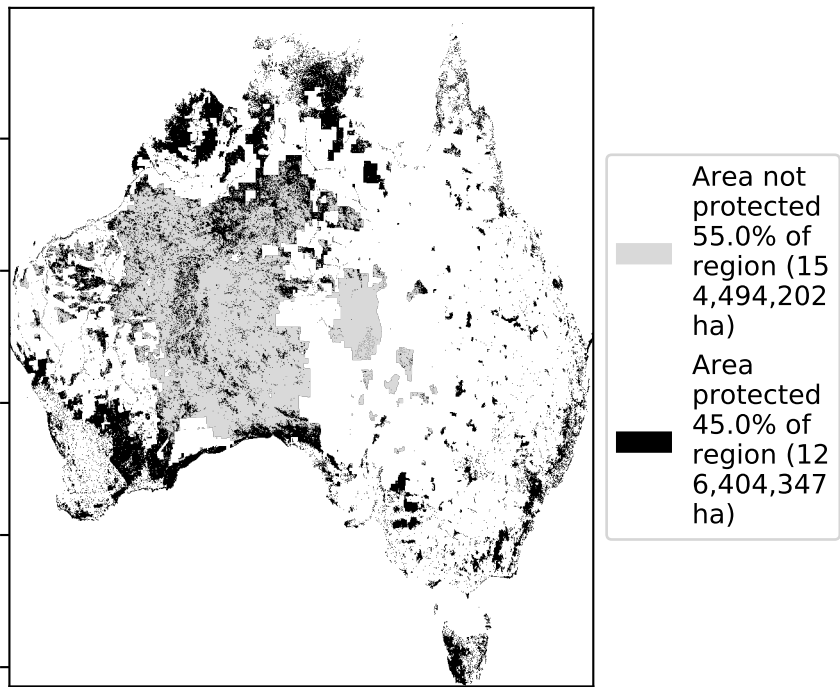 Area not
protected
55.0% of
region (15
4,494,202
ha)
Area
protected
45.0% of
region (12
6,404,347
ha)